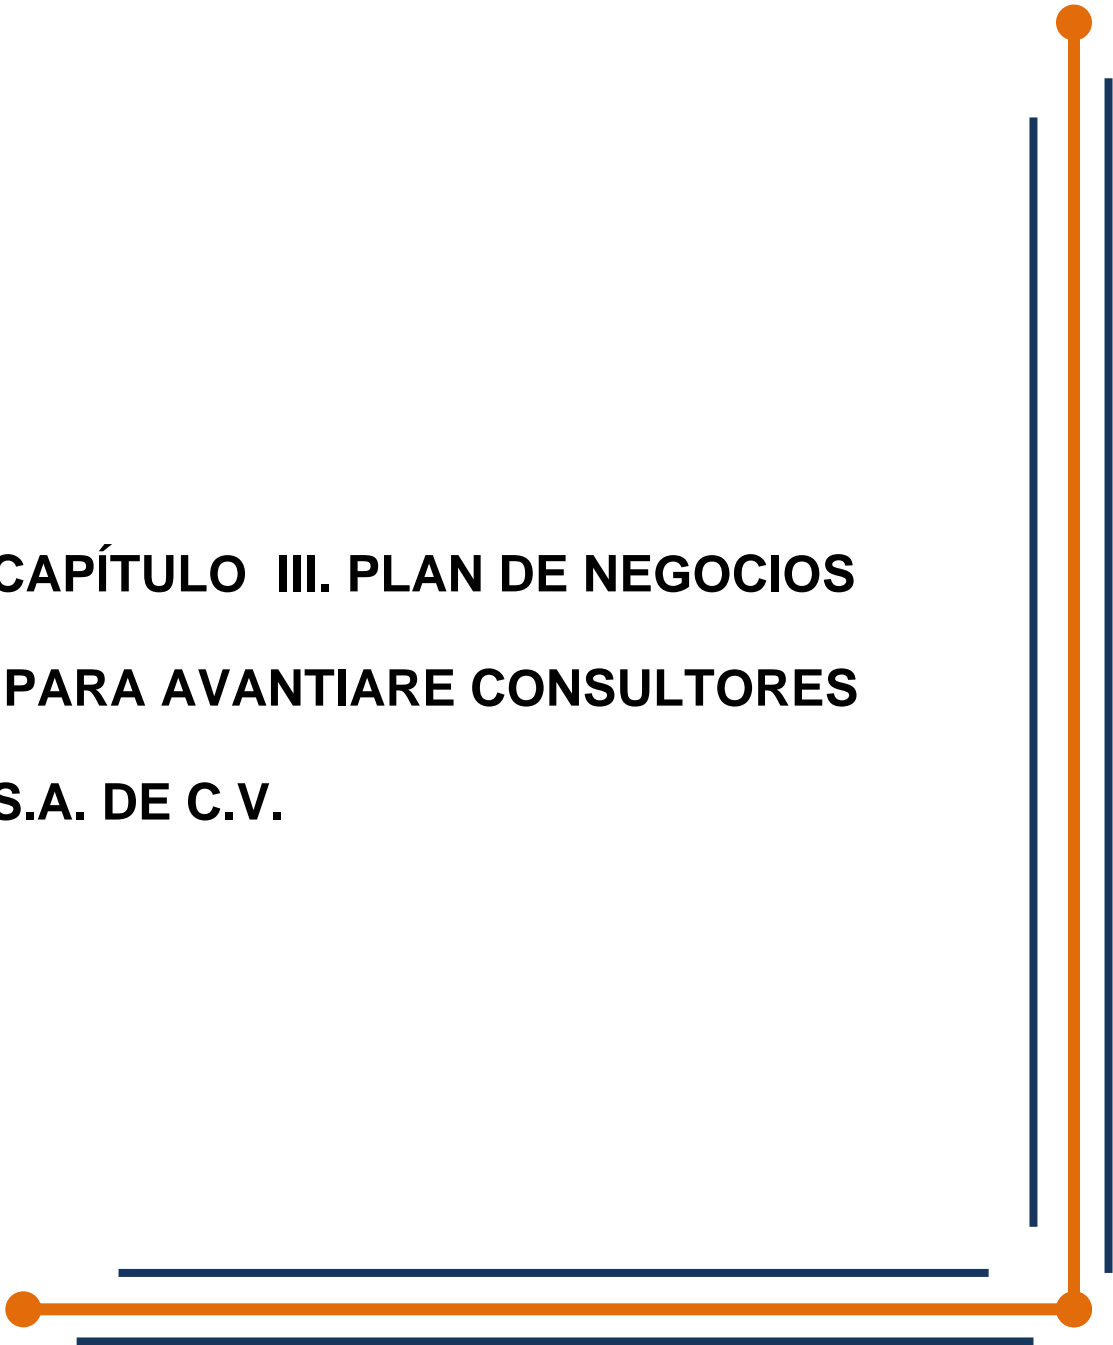 CAPÍTULO III. PLAN DE NEGOCIOS
PARA AVANTIARE CONSULTORES
S.A. DE C.V.